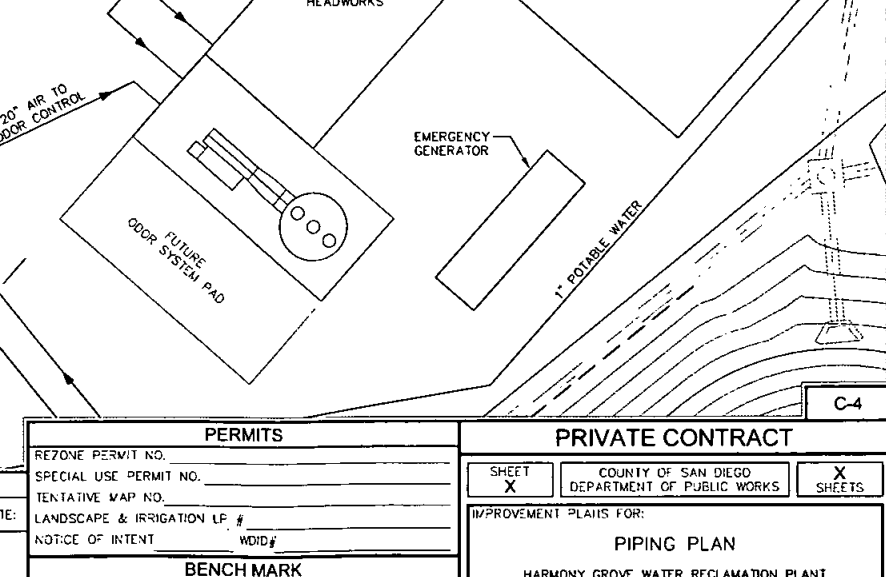 HEADWORKS
20" AIR TO
ODOR CONTROL
EMERGENCY
GENERATOR
1" POTABLE WATER
FUTURE
ODOR SYSTEM PAD
C-4
PERMITS
REZONE PERMIT NO.
SPECIAL USE PERMIT NO.
TENTATIVE MAP NO.
LANDSCAPE & IRRIGATION LP #
NOTICE OF INTENT WDID#
BENCH MARK
PRIVATE CONTRACT
SHEET
X
COUNTY OF SAN DIEGO
DEPARTMENT OF PUBLIC WORKS
X
SHEETS
IMPROVEMENT PLANS FOR:
PIPING PLAN
HARMONY GROVE WATER RECLAMATION PLANT